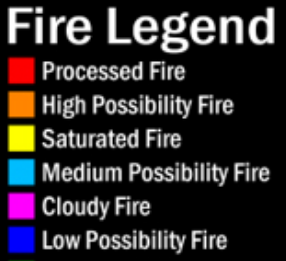 Fire Legend
Processed Fire
High Possibility Fire
Saturated Fire
Medium Possibility Fire
Cloudy Fire
Low Possibility Fire